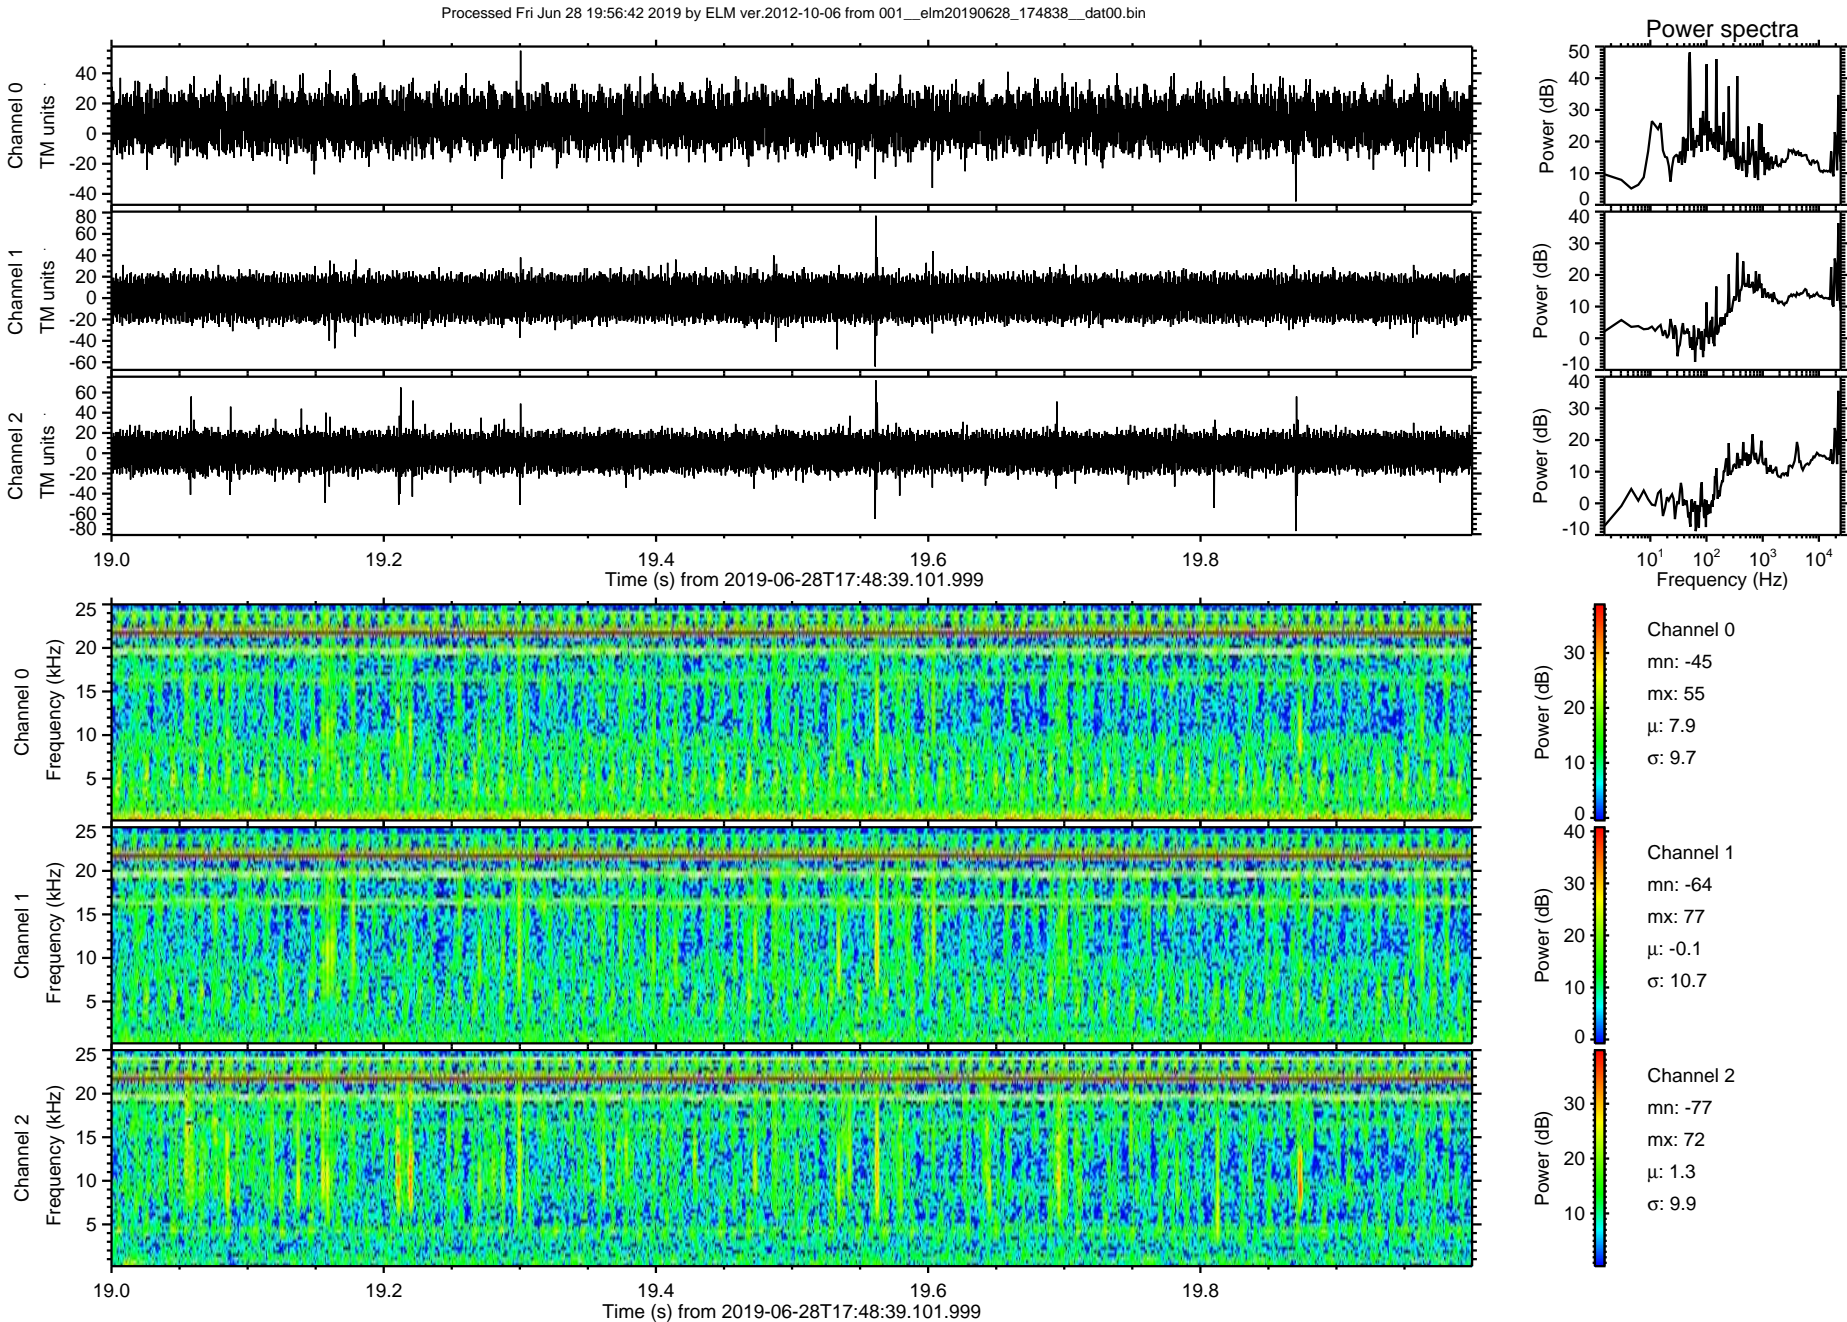 Processed Fri Jun 28 19:56:42 2019 by ELM ver.2012-10-06 from 001__elm20190628_174838__dat00.bin
Power spectra
Channel 0
TM units
40
20
0
-20
-40
Power (dB)
50
40
30
20
10
0
Channel 1
TM units
80
60
40
20
0
-20
-40
-60
Power (dB)
40
30
20
10
0
-10
Channel 2
TM units
60
40
20
0
-20
-40
-60
-80
Power (dB)
40
30
20
10
0
-10
19.0 19.2 19.4 19.6 19.8
Time (s) from 2019-06-28T17:48:39.101.999
10^1 10^2 10^3 10^4
Frequency (Hz)
Channel 0
Frequency (kHz)
25
20
15
10
5
Power (dB)
30
20
10
0
Channel 0
mn: -45
mx: 55
μ: 7.9
σ: 9.7
Channel 1
Frequency (kHz)
25
20
15
10
5
Power (dB)
40
30
20
10
0
Channel 1
mn: -64
mx: 77
μ: -0.1
σ: 10.7
Channel 2
Frequency (kHz)
25
20
15
10
5
Power (dB)
30
20
10
Channel 2
mn: -77
mx: 72
μ: 1.3
σ: 9.9
19.0 19.2 19.4 19.6 19.8
Time (s) from 2019-06-28T17:48:39.101.999